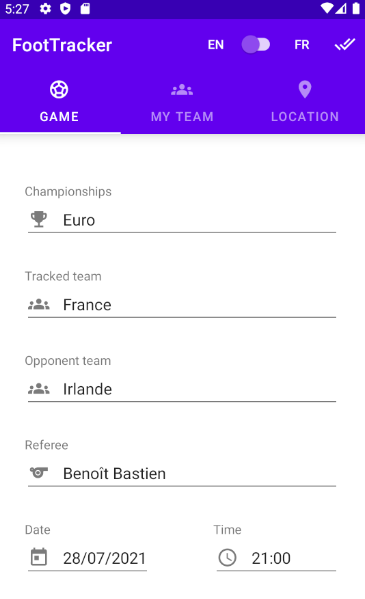 5:27
FootTracker EN FR
GAME MY TEAM LOCATION
Championships
Euro
Tracked team
France
Opponent team
Irlande
Referee
Benoît Bastien
Date Time
28/07/2021 21:00